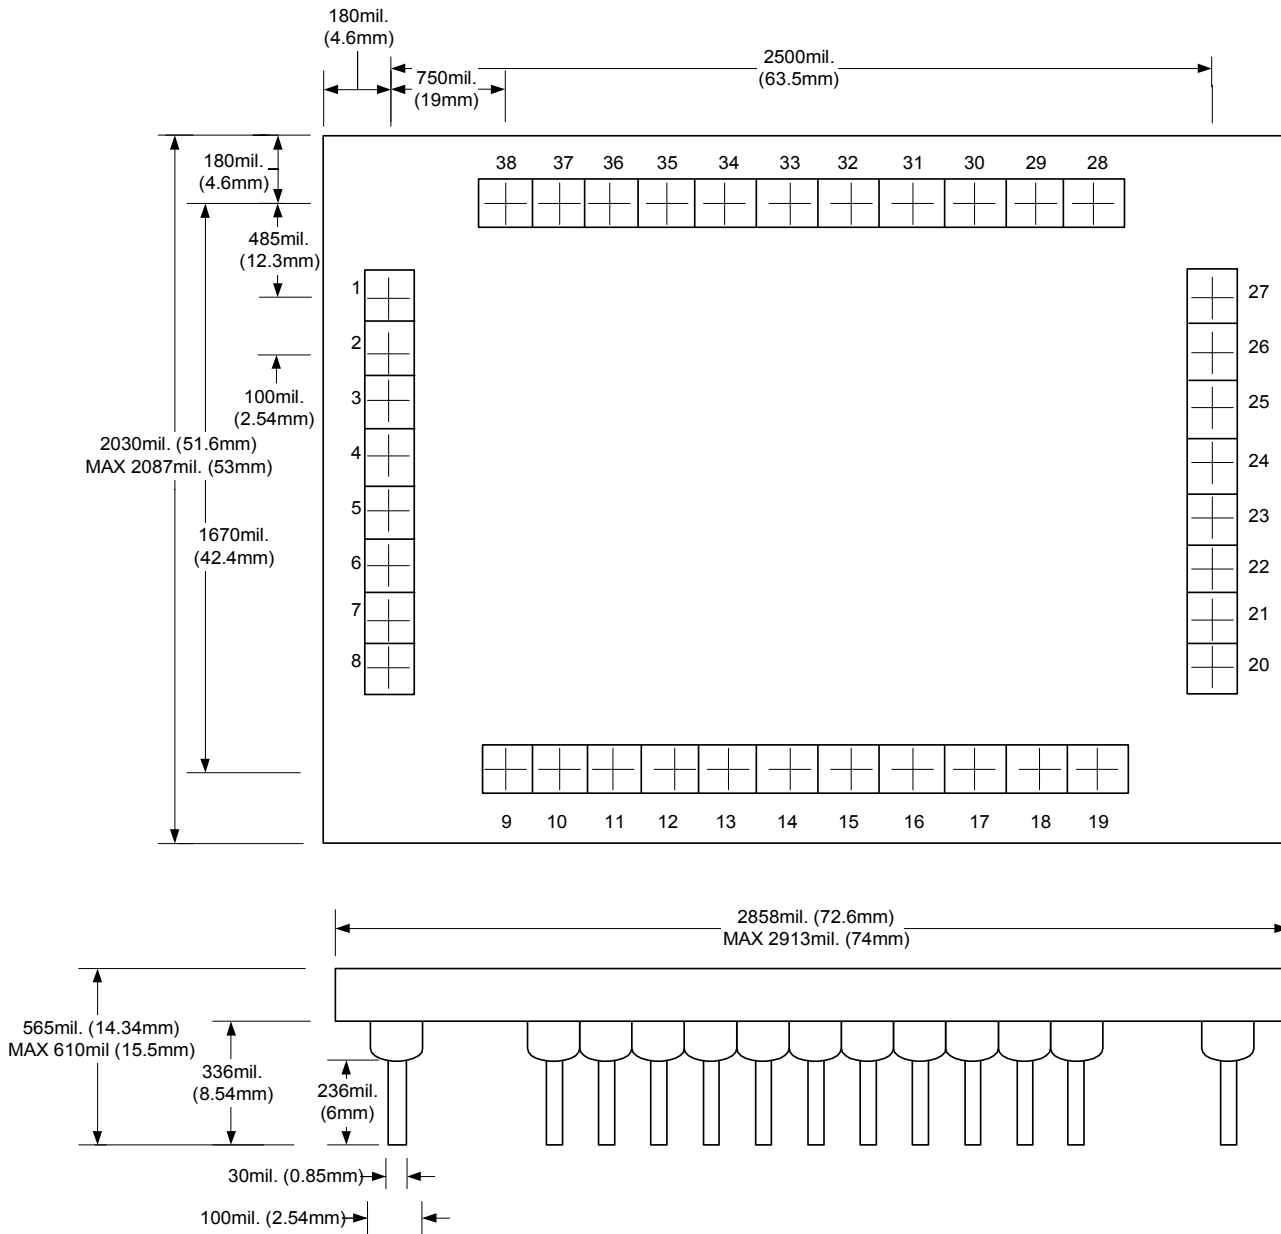 180mil.
(4.6mm)
2500mil.
(63.5mm)
750mil.
(19mm)
180mil.
(4.6mm)
38 37 36 35 34 33 32 31 30 29 28
485mil.
(12.3mm)
1 27
2 26
3 25
100mil.
(2.54mm)
2030mil. (51.6mm)
MAX 2087mil. (53mm)
4 24
5 23
1670mil.
(42.4mm)
6 22
7 21
8 20
9 10 11 12 13 14 15 16 17 18 19
2858mil. (72.6mm)
MAX 2913mil. (74mm)
565mil. (14.34mm)
MAX 610mil (15.5mm)
336mil.
(8.54mm)
236mil.
(6mm)
30mil. (0.85mm)
100mil. (2.54mm)